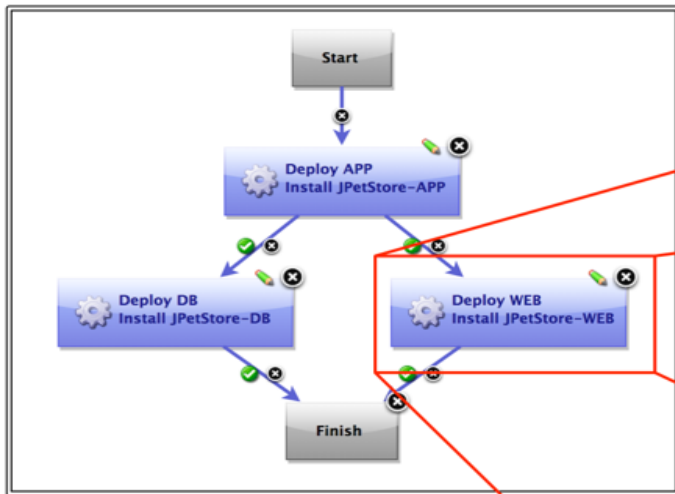 Start
Deploy APP
Install JPetStore-APP
Deploy DB
Install JPetStore-DB
Deploy WEB
Install JPetStore-WEB
Finish